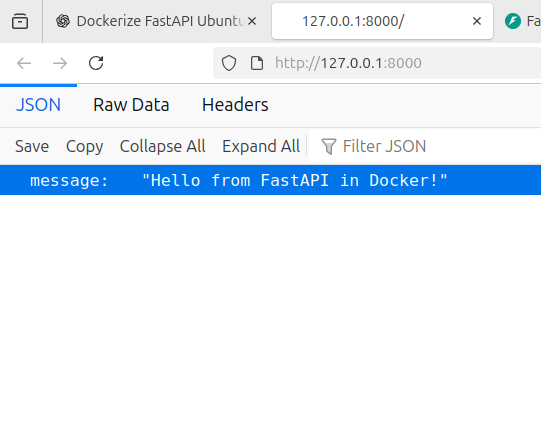 Dockerize FastAPI Ubuntu
127.0.0.1:8000/
Fa
http://127.0.0.1:8000
JSON Raw Data Headers
Save Copy Collapse All Expand All Filter JSON
message: "Hello from FastAPI in Docker!"